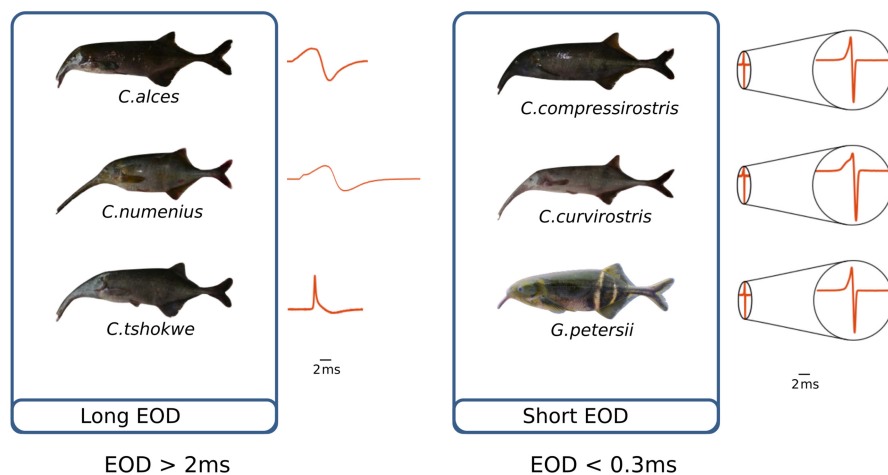 C.alces
C.numenius
C.tshokwe
2ms
Long EOD
EOD > 2ms
C.compressirostris
C.curvirostris
G.petersii
2ms
Short EOD
EOD < 0.3ms